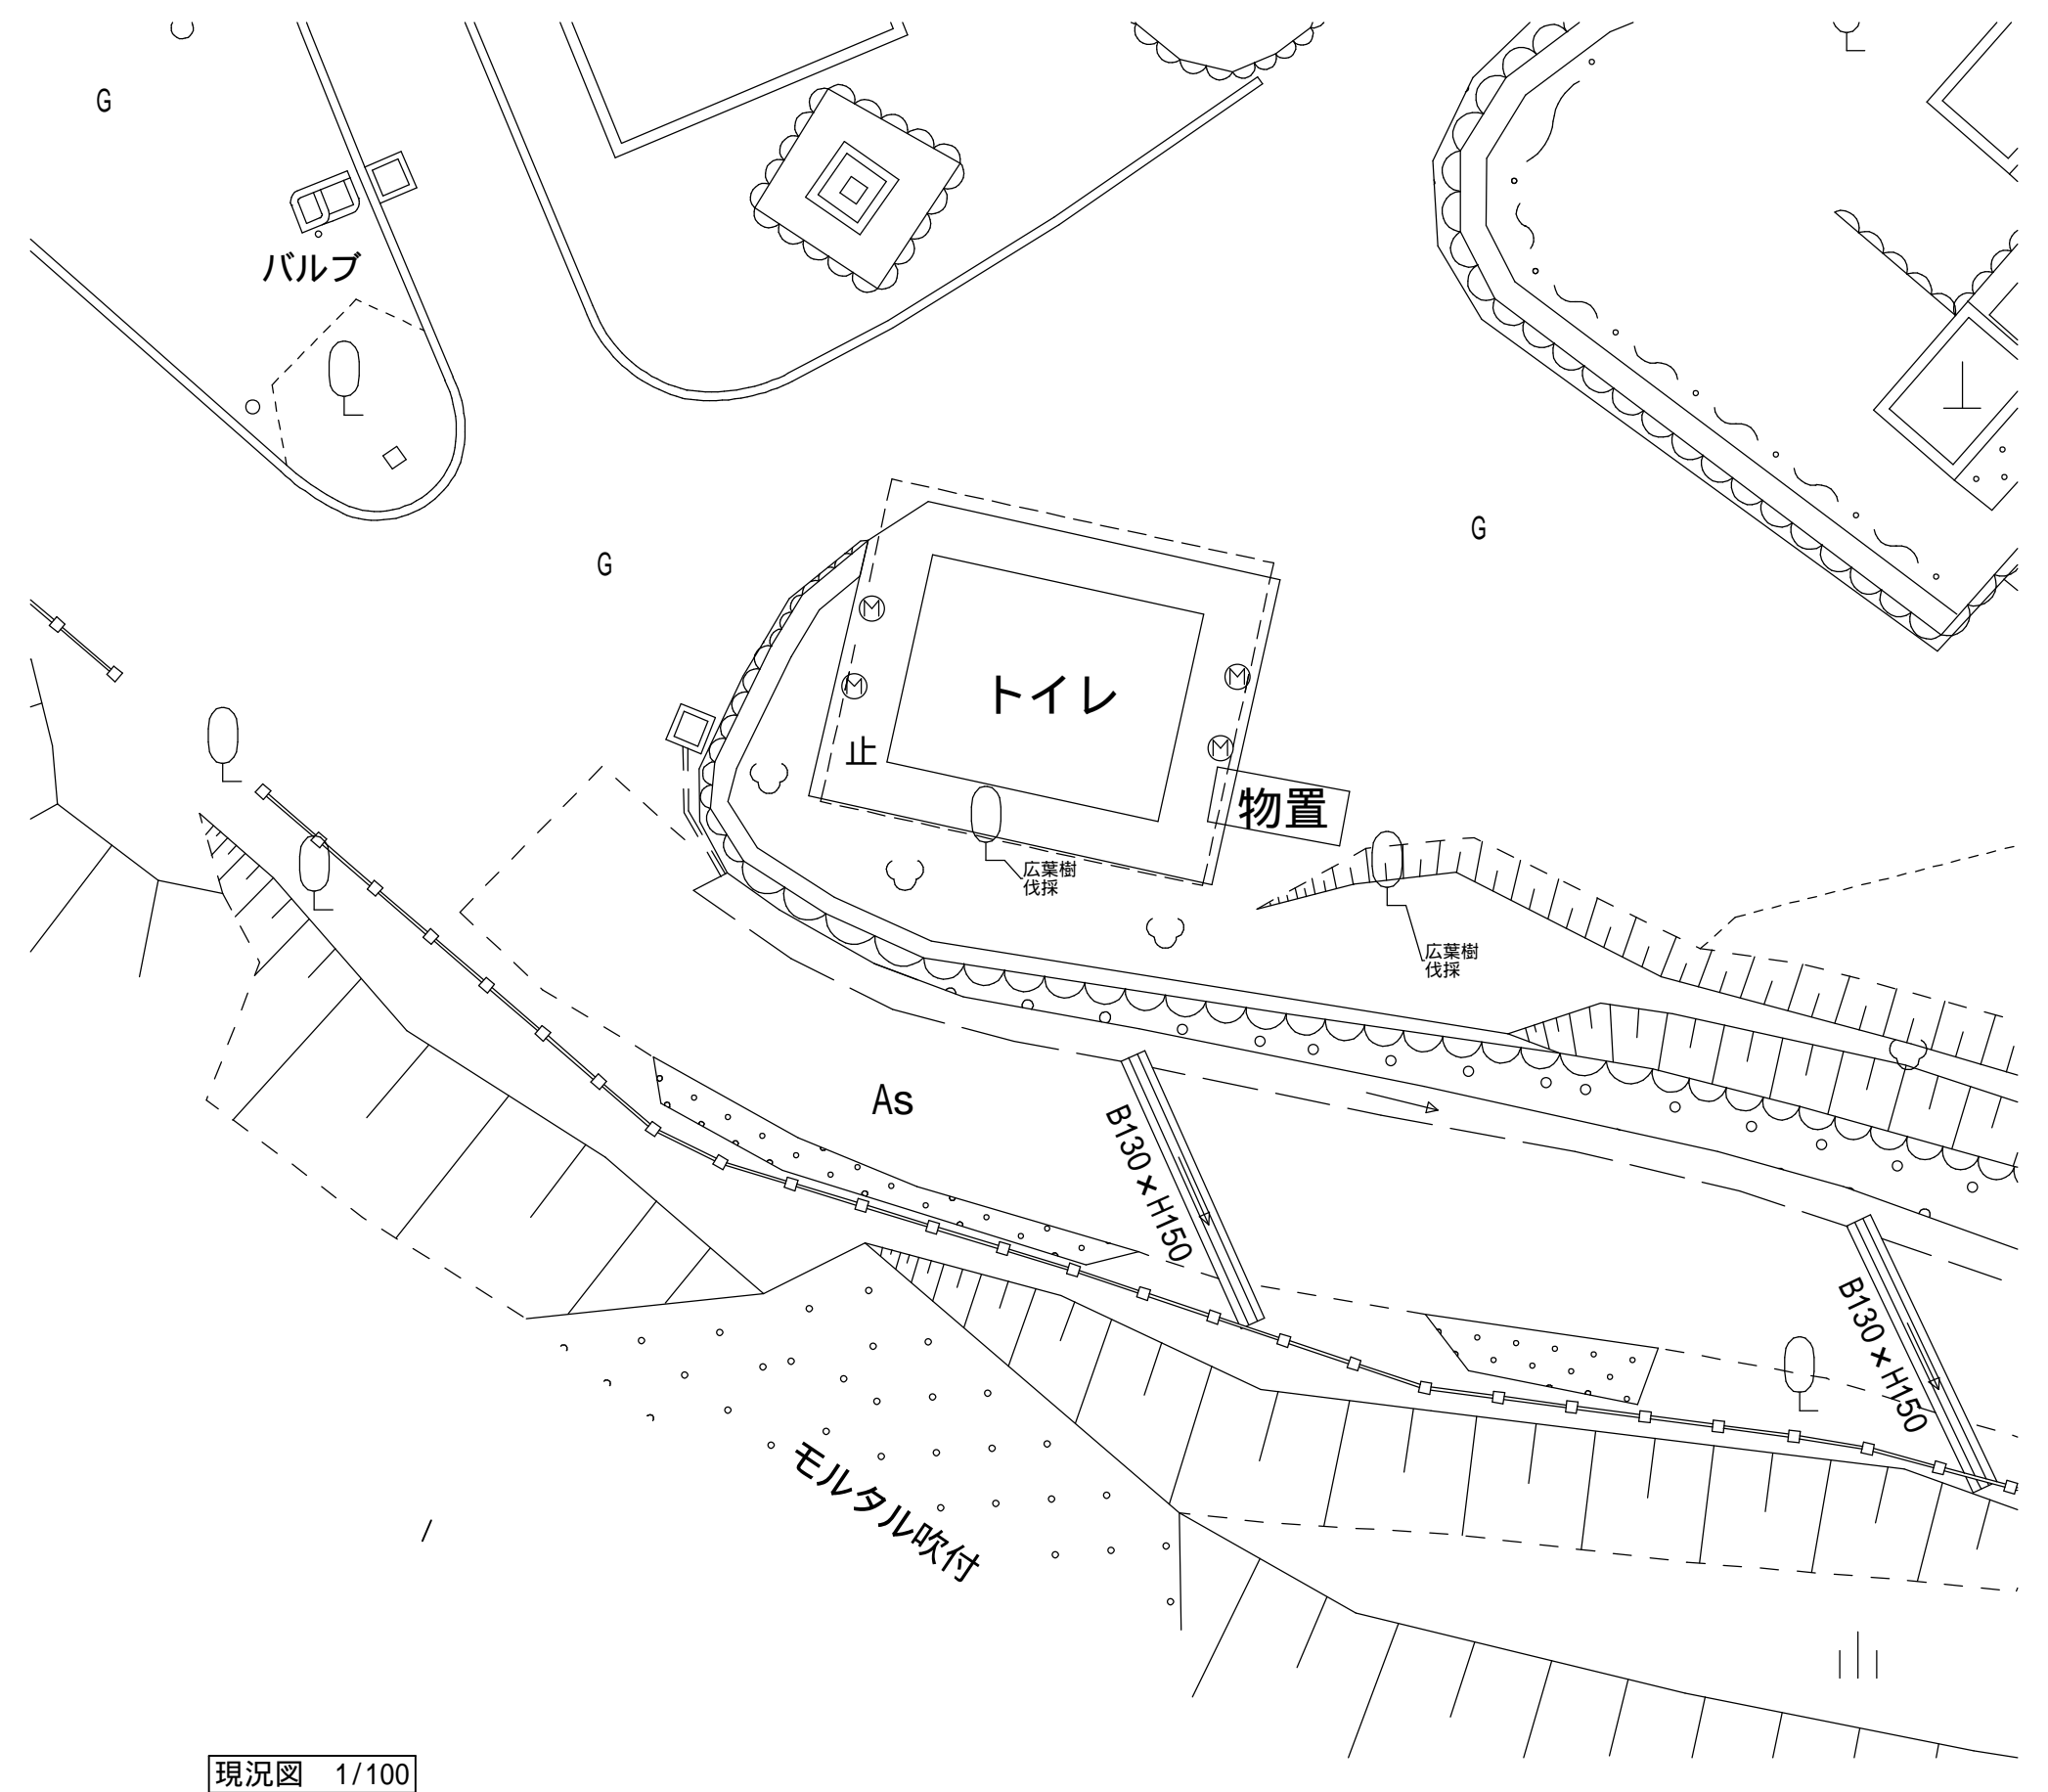 G
バルブ
G
G
トイレ
止
物置
広葉樹
伐採
広葉樹
伐採
As
B130×H150
B130×H150
モルタル吹付
現況図　1/100